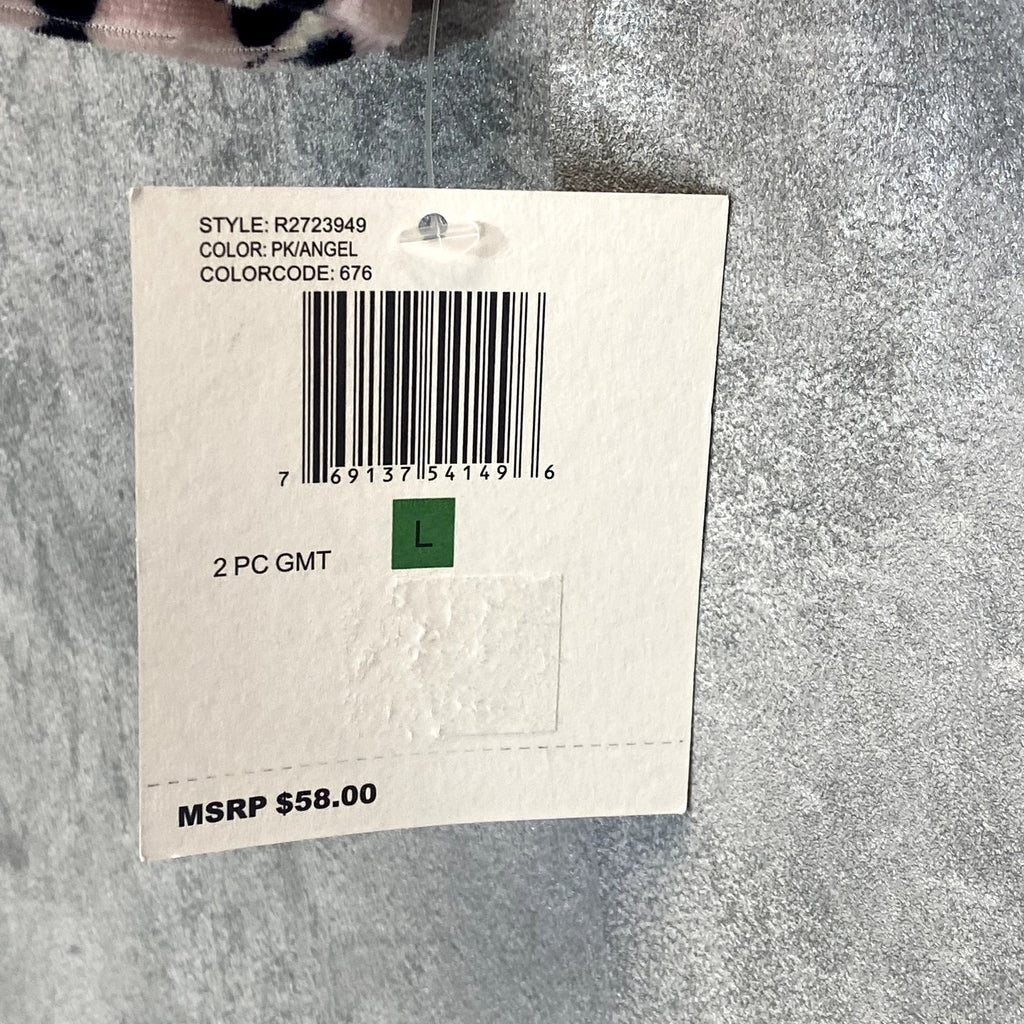 STYLE: R2723949
COLOR: PK/ANGEL
COLORCODE: 676
7 69137 54149 6
L
2 PC GMT
MSRP $58.00